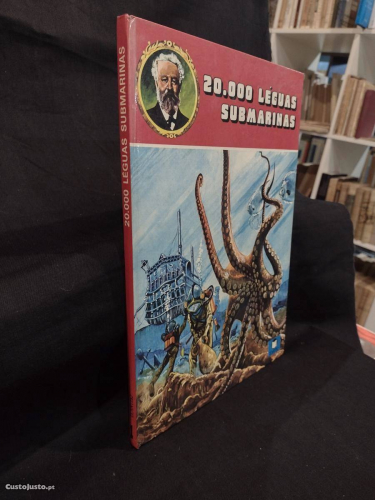 20.000 LÉGUAS
SUBMARINAS
20.000 LÉGUAS SUBMARINAS
CustoJusto.pt